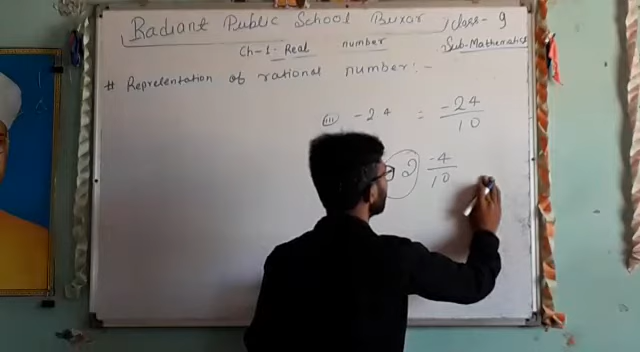 Radiant Public School Buxar
class - 9
Ch-1: Real number
Sub-Mathematics
# Reprelentation of rational number:-
(iii) -2 4 = -24/10
2 -4/10